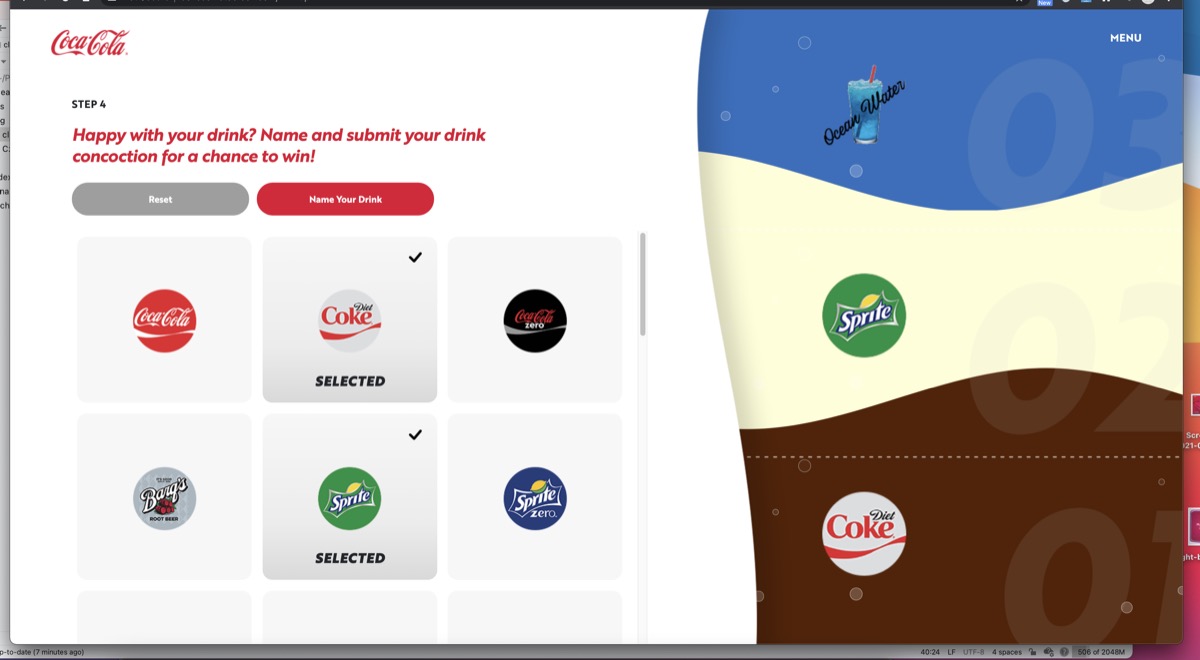 New
Coca-Cola
MENU
STEP 4
Happy with your drink? Name and submit your drink
concoction for a chance to win!
Reset
Name Your Drink
Coca-Cola
Diet
Coke
SELECTED
Coca-Cola
zero
Barq's
ROOT BEER
Sprite
SELECTED
Sprite
zero
03
Ocean Water
02
Sprite
01
Diet
Coke
p-to-date (7 minutes ago)
40:24
LF
UTF-8
4 spaces
506 of 2048M